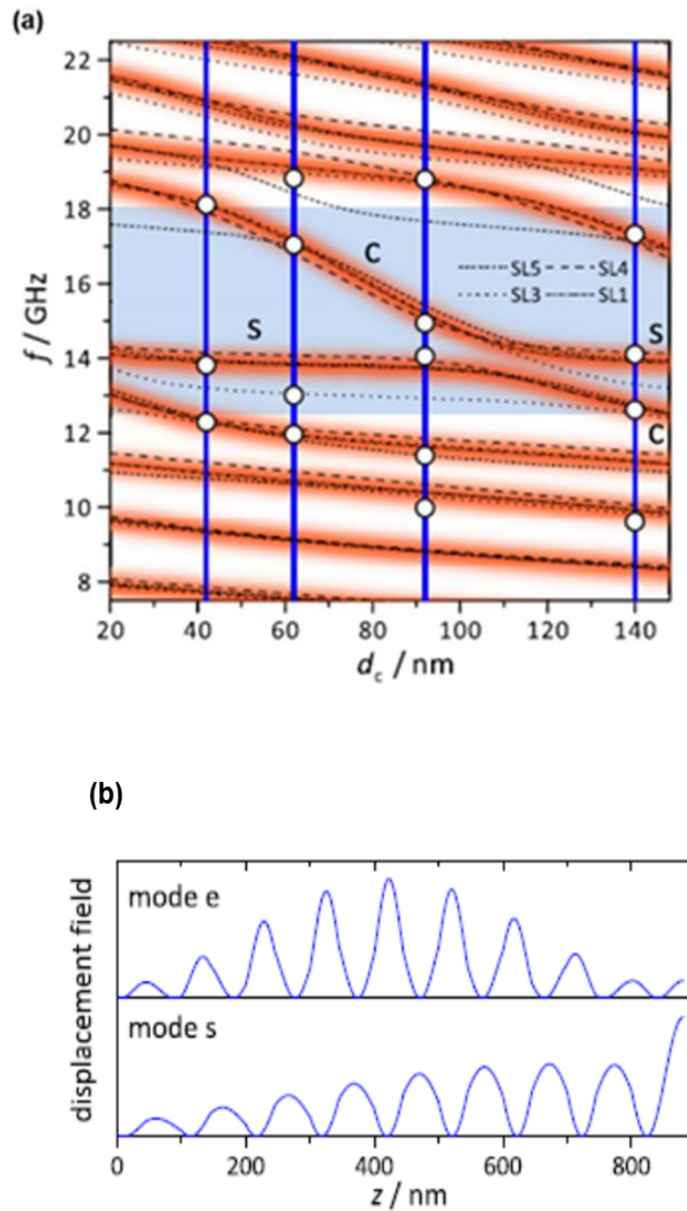 (a)
22
20
18
16
14
12
10
8
f / GHz
C
SL5 SL4
SL3 SL1
S
S
C
20 40 60 80 100 120 140
d_c / nm
(b)
displacement field
mode e
mode s
0 200 400 600 800
z / nm